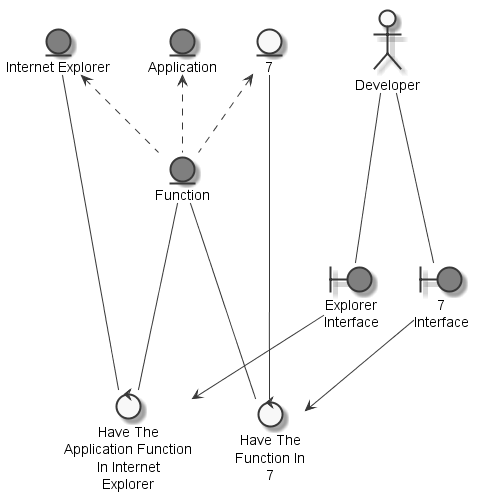 Internet Explorer
Application
7
Developer
Function
Explorer
Interface
7
Interface
Have The
Application Function
In Internet
Explorer
Have The
Function In
7